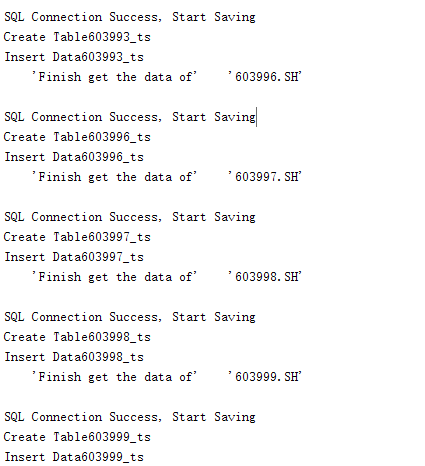 SQL Connection Success, Start Saving
Create Table603993_ts
Insert Data603993_ts
'Finish get the data of'    '603996.SH'
SQL Connection Success, Start Saving
Create Table603996_ts
Insert Data603996_ts
'Finish get the data of'    '603997.SH'
SQL Connection Success, Start Saving
Create Table603997_ts
Insert Data603997_ts
'Finish get the data of'    '603998.SH'
SQL Connection Success, Start Saving
Create Table603998_ts
Insert Data603998_ts
'Finish get the data of'    '603999.SH'
SQL Connection Success, Start Saving
Create Table603999_ts
Insert Data603999_ts